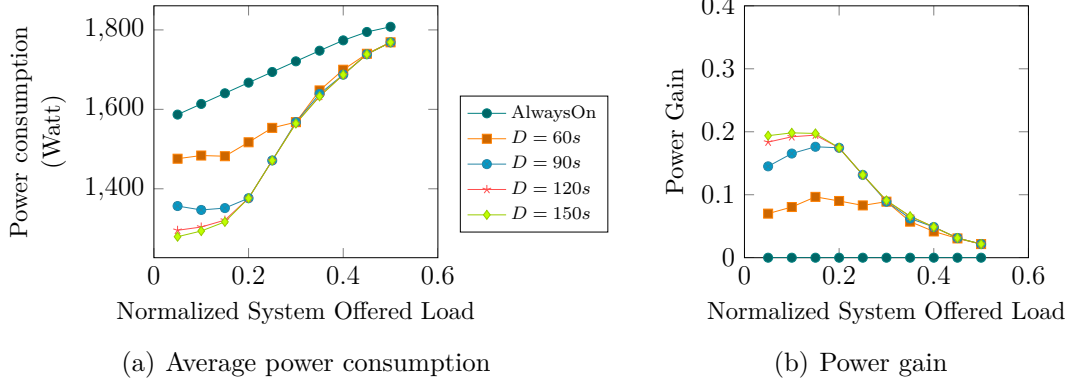 Power consumption
(Watt)
1,800
1,600
1,400
0
0.2
0.4
0.6
Normalized System Offered Load
(a) Average power consumption
AlwaysOn
D = 60s
D = 90s
D = 120s
D = 150s
Power Gain
0.4
0.3
0.2
0.1
0
0
0.2
0.4
0.6
Normalized System Offered Load
(b) Power gain